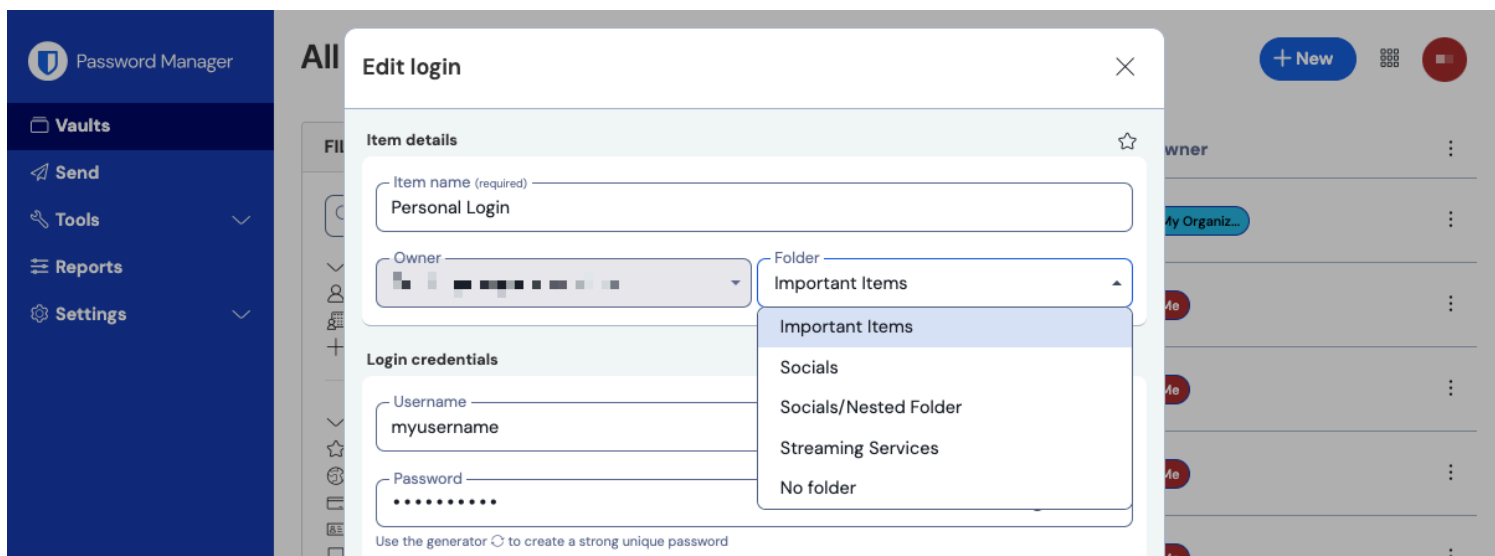 Password Manager
Vaults
Send
Tools
Reports
Settings
All
New
FIL
wner
My Organiz...
Me
Me
Me
Edit login
Item details
Item name (required)
Personal Login
Owner
Folder
Important Items
Important Items
Socials
Socials/Nested Folder
Streaming Services
No folder
Login credentials
Username
myusername
Password
••••••••••
Use the generator to create a strong unique password